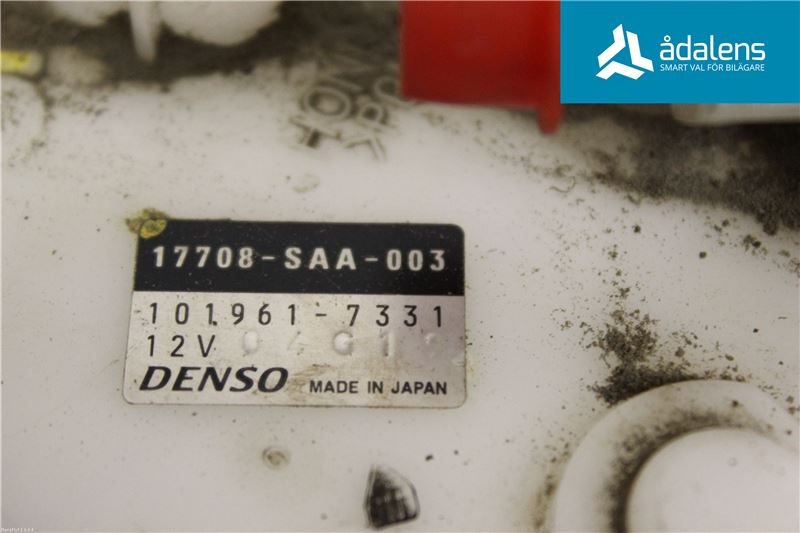 ådalens
SMART VAL FÖR BILÄGARE
17708-SAA-003
101961-7331
12V
DENSO MADE IN JAPAN